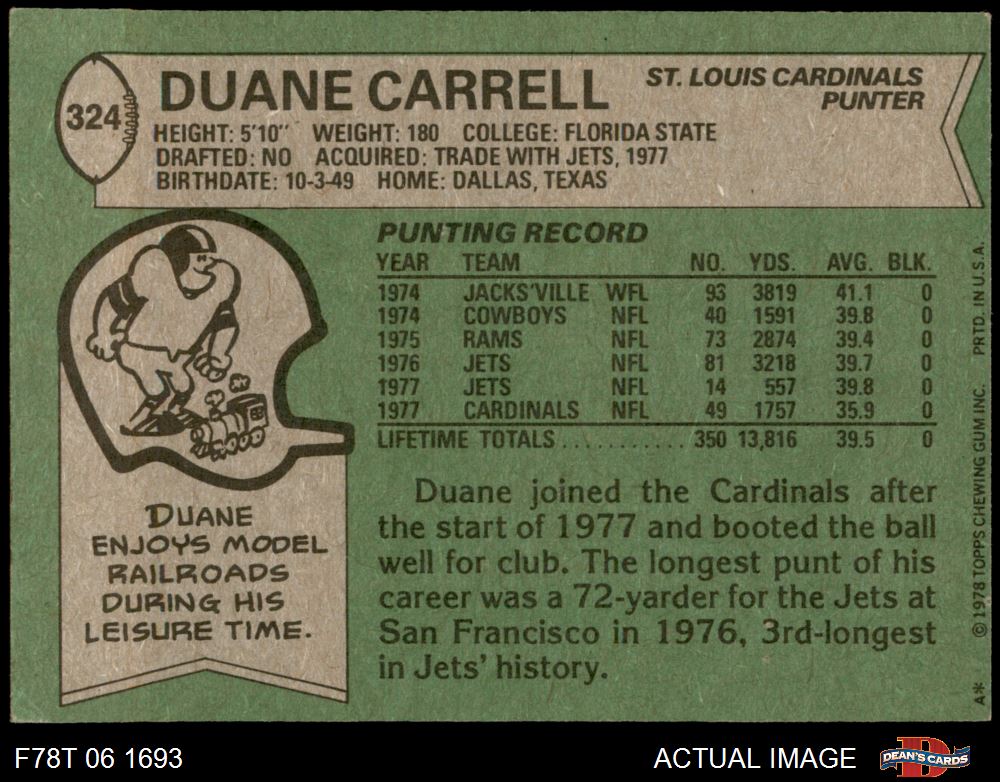 324
DUANE CARRELL
ST. LOUIS CARDINALS
PUNTER
HEIGHT: 5'10" WEIGHT: 180 COLLEGE: FLORIDA STATE
DRAFTED: NO ACQUIRED: TRADE WITH JETS, 1977
BIRTHDATE: 10-3-49 HOME: DALLAS, TEXAS
PUNTING RECORD
YEAR TEAM NO. YDS. AVG. BLK.
1974 JACKS'VILLE WFL 93 3819 41.1 0
1974 COWBOYS NFL 40 1591 39.8 0
1975 RAMS NFL 73 2874 39.4 0
1976 JETS NFL 81 3218 39.7 0
1977 JETS NFL 14 557 39.8 0
1977 CARDINALS NFL 49 1757 35.9 0
LIFETIME TOTALS ............ 350 13,816 39.5 0
DUANE
ENJOYS MODEL
RAILROADS
DURING HIS
LEISURE TIME.
Duane joined the Cardinals after
the start of 1977 and booted the ball
well for club. The longest punt of his
career was a 72-yarder for the Jets at
San Francisco in 1976, 3rd-longest
in Jets' history.
A* © 1978 TOPPS CHEWING GUM INC. PRTD. IN U.S.A.
F78T 06 1693
ACTUAL IMAGE
DEAN'S CARDS